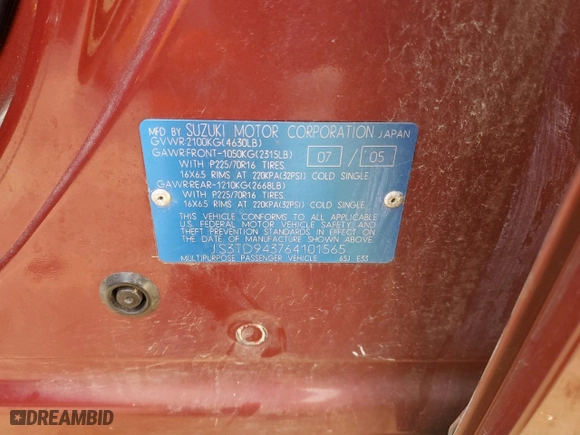 MFD BY SUZUKI MOTOR CORPORATION JAPAN
GVWR:2100KG(4630LB)
GAWR:FRONT-1050KG(2315LB) 07 / '05
WITH P225/70R16 TIRES,
16X6.5 RIMS AT 220KPA(32PSI) COLD SINGLE.
GAWR:REAR-1210KG(2668LB)
WITH P225/70R16 TIRES,
16X6.5 RIMS AT 220KPA(32PSI) COLD SINGLE.
THIS VEHICLE CONFORMS TO ALL APPLICABLE
U.S. FEDERAL MOTOR VEHICLE SAFETY AND
THEFT PREVENTION STANDARDS IN EFFECT ON
THE DATE OF MANUFACTURE SHOWN ABOVE.
JS3TD943764101565
MULTIPURPOSE PASSENGER VEHICLE 65J E33
DREAMBID